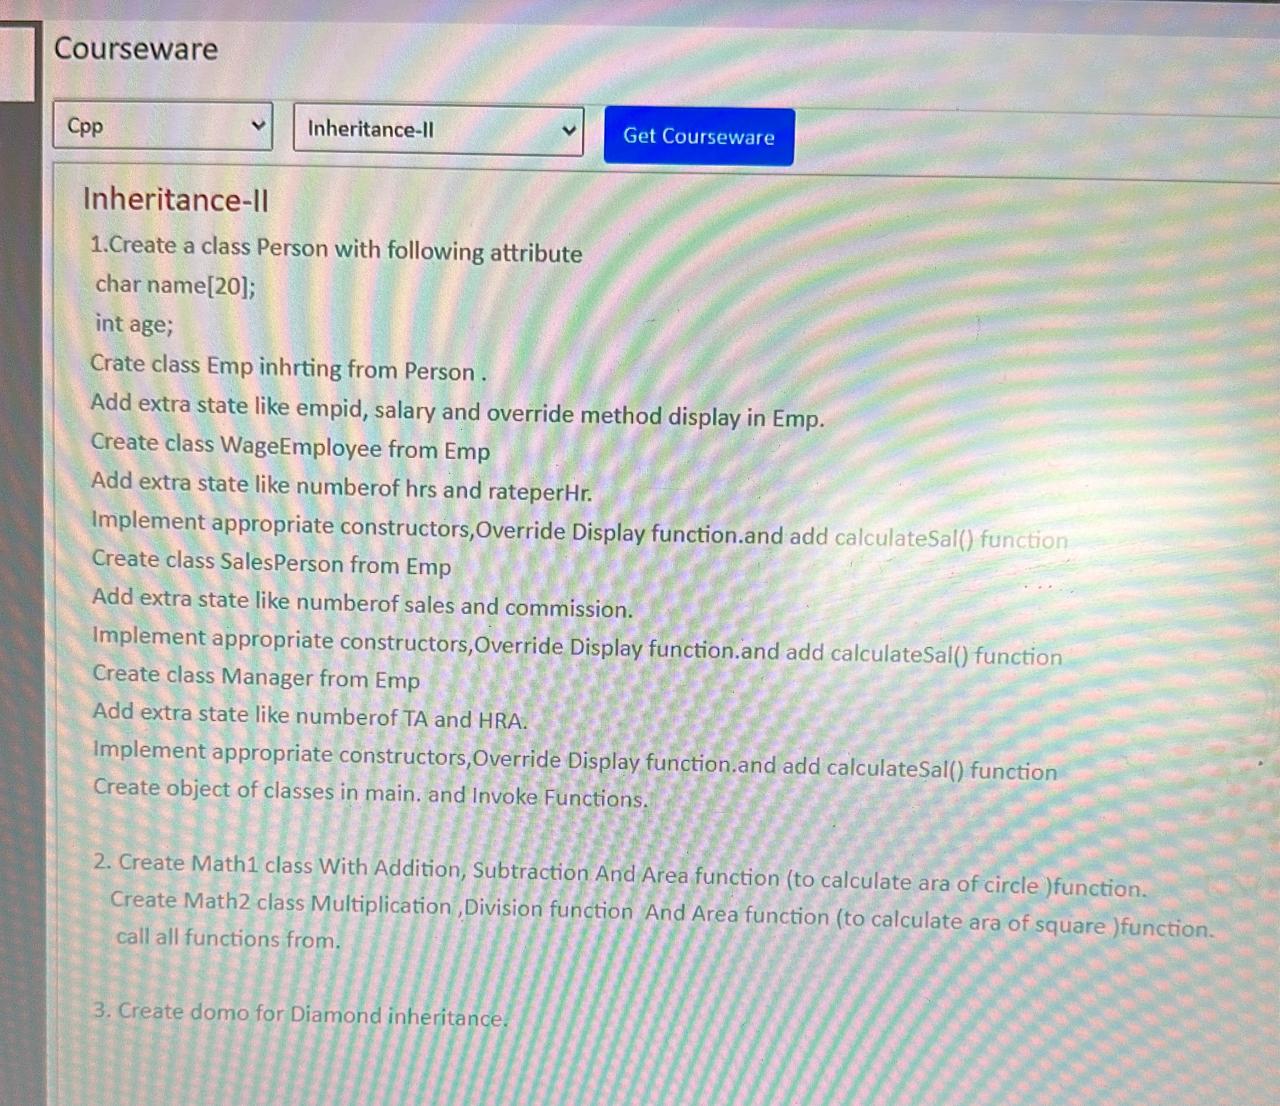 Courseware
Cpp
Inheritance-II
Get Courseware
Inheritance-II
1.Create a class Person with following attribute
char name[20];
int age;
Crate class Emp inhrting from Person .
Add extra state like empid, salary and override method display in Emp.
Create class WageEmployee from Emp
Add extra state like numberof hrs and rateperHr.
Implement appropriate constructors,Override Display function.and add calculateSal() function
Create class SalesPerson from Emp
Add extra state like numberof sales and commission.
Implement appropriate constructors,Override Display function.and add calculateSal() function
Create class Manager from Emp
Add extra state like numberof TA and HRA.
Implement appropriate constructors,Override Display function.and add calculateSal() function
Create object of classes in main. and Invoke Functions.
2. Create Math1 class With Addition, Subtraction And Area function (to calculate ara of circle )function.
Create Math2 class Multiplication ,Division function And Area function (to calculate ara of square )function.
call all functions from.
3. Create domo for Diamond inheritance.